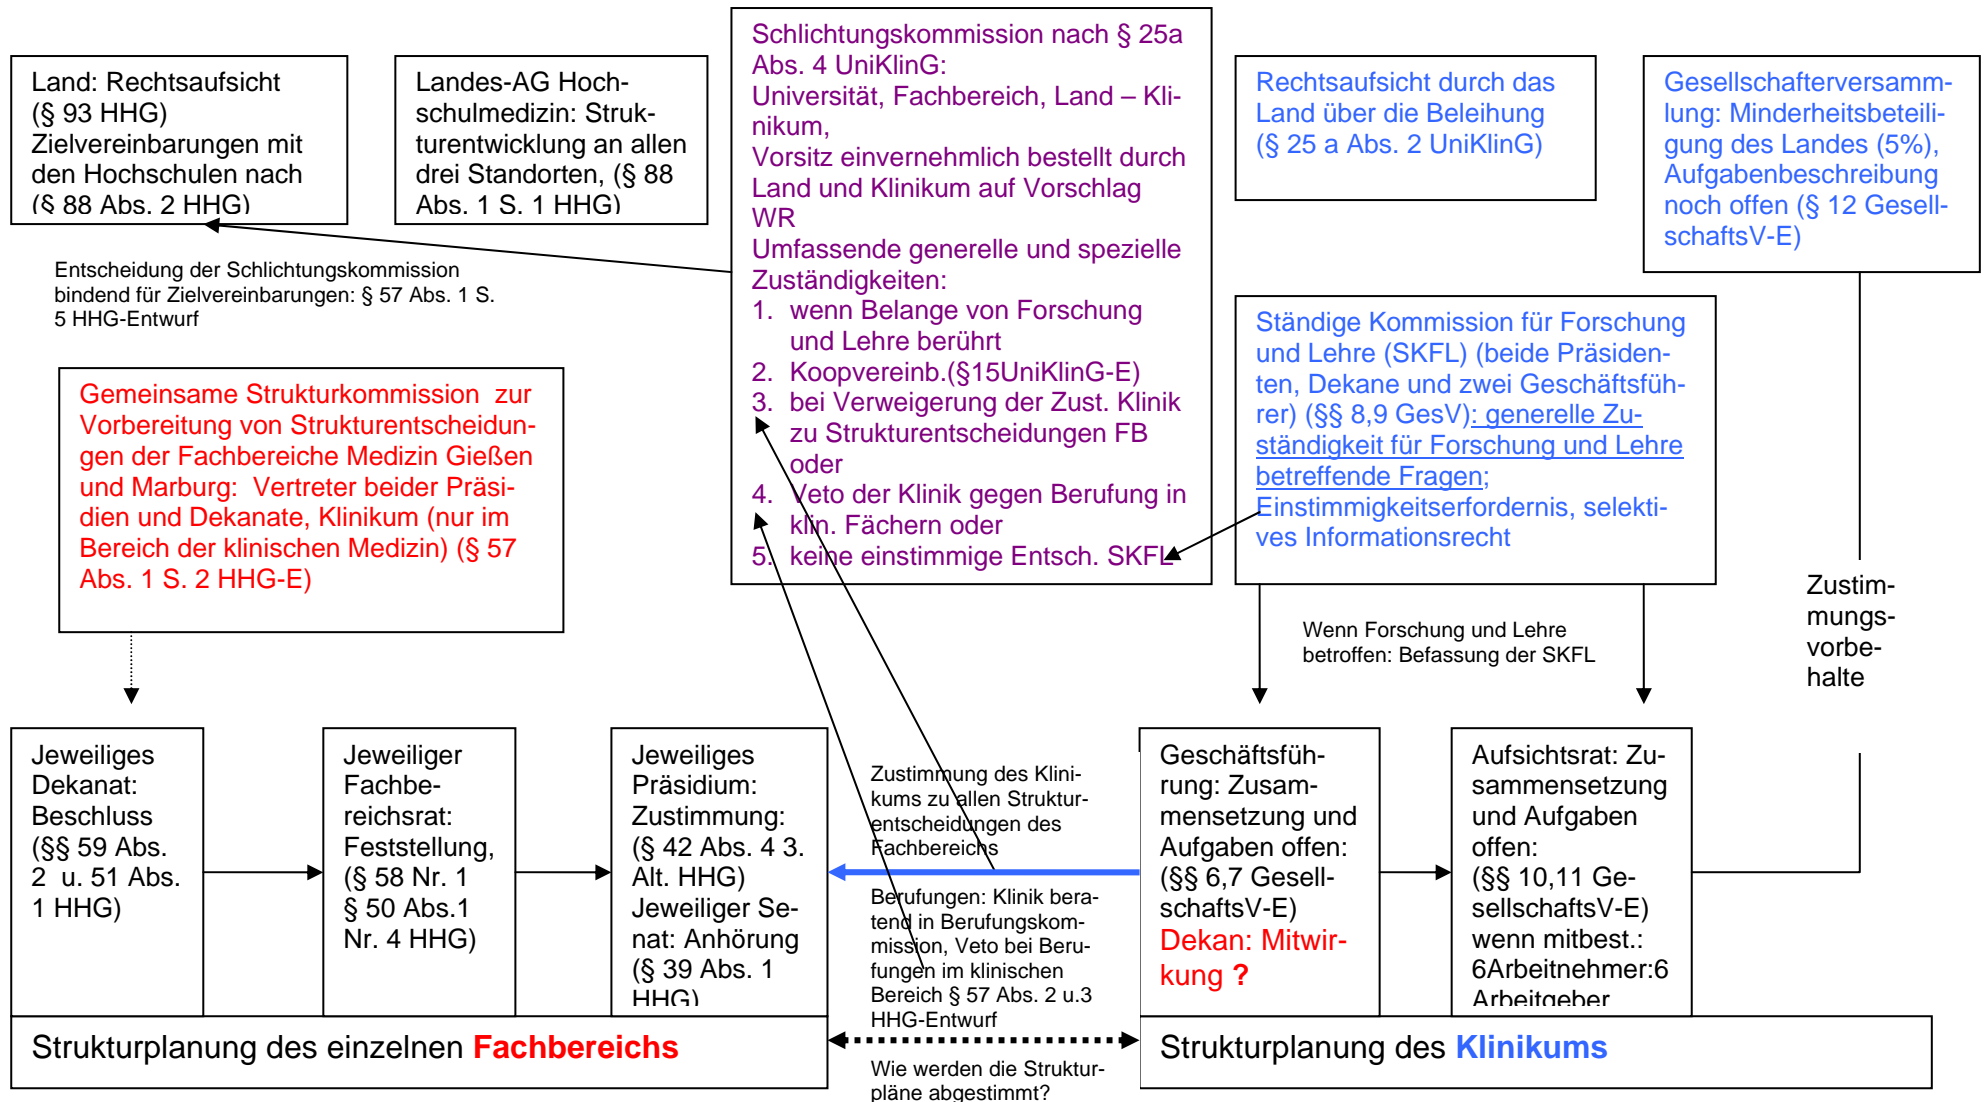 Land: Rechtsaufsicht
(§ 93 HHG)
Zielvereinbarungen mit
den Hochschulen nach
(§ 88 Abs. 2 HHG)
Landes-AG Hoch-
schulmedizin: Struk-
turentwicklung an allen
drei Standorten, (§ 88
Abs. 1 S. 1 HHG)
Schlichtungskommission nach § 25a
Abs. 4 UniKlinG:
Universität, Fachbereich, Land – Kli-
nikum,
Vorsitz einvernehmlich bestellt durch
Land und Klinikum auf Vorschlag
WR
Umfassende generelle und spezielle
Zuständigkeiten:
1. wenn Belange von Forschung
und Lehre berührt
2. Koopvereinb.(§15UniKlinG-E)
3. bei Verweigerung der Zust. Klinik
zu Strukturentscheidungen FB
oder
4. Veto der Klinik gegen Berufung in
klin. Fächern oder
5. keine einstimmige Entsch. SKFL
Rechtsaufsicht durch das
Land über die Beleihung
(§ 25 a Abs. 2 UniKlinG)
Gesellschafterversamm-
lung: Minderheitsbeteili-
gung des Landes (5%),
Aufgabenbeschreibung
noch offen (§ 12 Gesell-
schaftsV-E)
Entscheidung der Schlichtungskommission
bindend für Zielvereinbarungen: § 57 Abs. 1 S.
5 HHG-Entwurf
Gemeinsame Strukturkommission zur
Vorbereitung von Strukturentscheidun-
gen der Fachbereiche Medizin Gießen
und Marburg: Vertreter beider Präsi-
dien und Dekanate, Klinikum (nur im
Bereich der klinischen Medizin) (§ 57
Abs. 1 S. 2 HHG-E)
Ständige Kommission für Forschung
und Lehre (SKFL) (beide Präsiden-
ten, Dekane und zwei Geschäftsfüh-
rer) (§§ 8,9 GesV): generelle Zu-
ständigkeit für Forschung und Lehre
betreffende Fragen;
Einstimmigkeitserfordernis, selekti-
ves Informationsrecht
Wenn Forschung und Lehre
betroffen: Befassung der SKFL
Zustim-
mungs-
vorbe-
halte
Jeweiliges
Dekanat:
Beschluss
(§§ 59 Abs.
2 u. 51 Abs.
1 HHG)
Jeweiliger
Fachbe-
reichsrat:
Feststellung,
(§ 58 Nr. 1
§ 50 Abs.1
Nr. 4 HHG)
Jeweiliges
Präsidium:
Zustimmung:
(§ 42 Abs. 4 3.
Alt. HHG)
Jeweiliger Se-
nat: Anhörung
(§ 39 Abs. 1
HHG)
Zustimmung des Klini-
kums zu allen Struktur-
entscheidungen des
Fachbereichs
Berufungen: Klinik bera-
tend in Berufungskom-
mission, Veto bei Beru-
fungen im klinischen
Bereich § 57 Abs. 2 u.3
HHG-Entwurf
Geschäftsfüh-
rung: Zusam-
mensetzung und
Aufgaben offen:
(§§ 6,7 Gesell-
schaftsV-E)
Dekan: Mitwir-
kung ?
Aufsichtsrat: Zu-
sammensetzung
und Aufgaben
offen:
(§§ 10,11 Ge-
sellschaftsV-E)
wenn mitbest.:
6Arbeitnehmer:6
Arbeitgeber
Strukturplanung des einzelnen Fachbereichs
Strukturplanung des Klinikums
Wie werden die Struktur-
pläne abgestimmt?